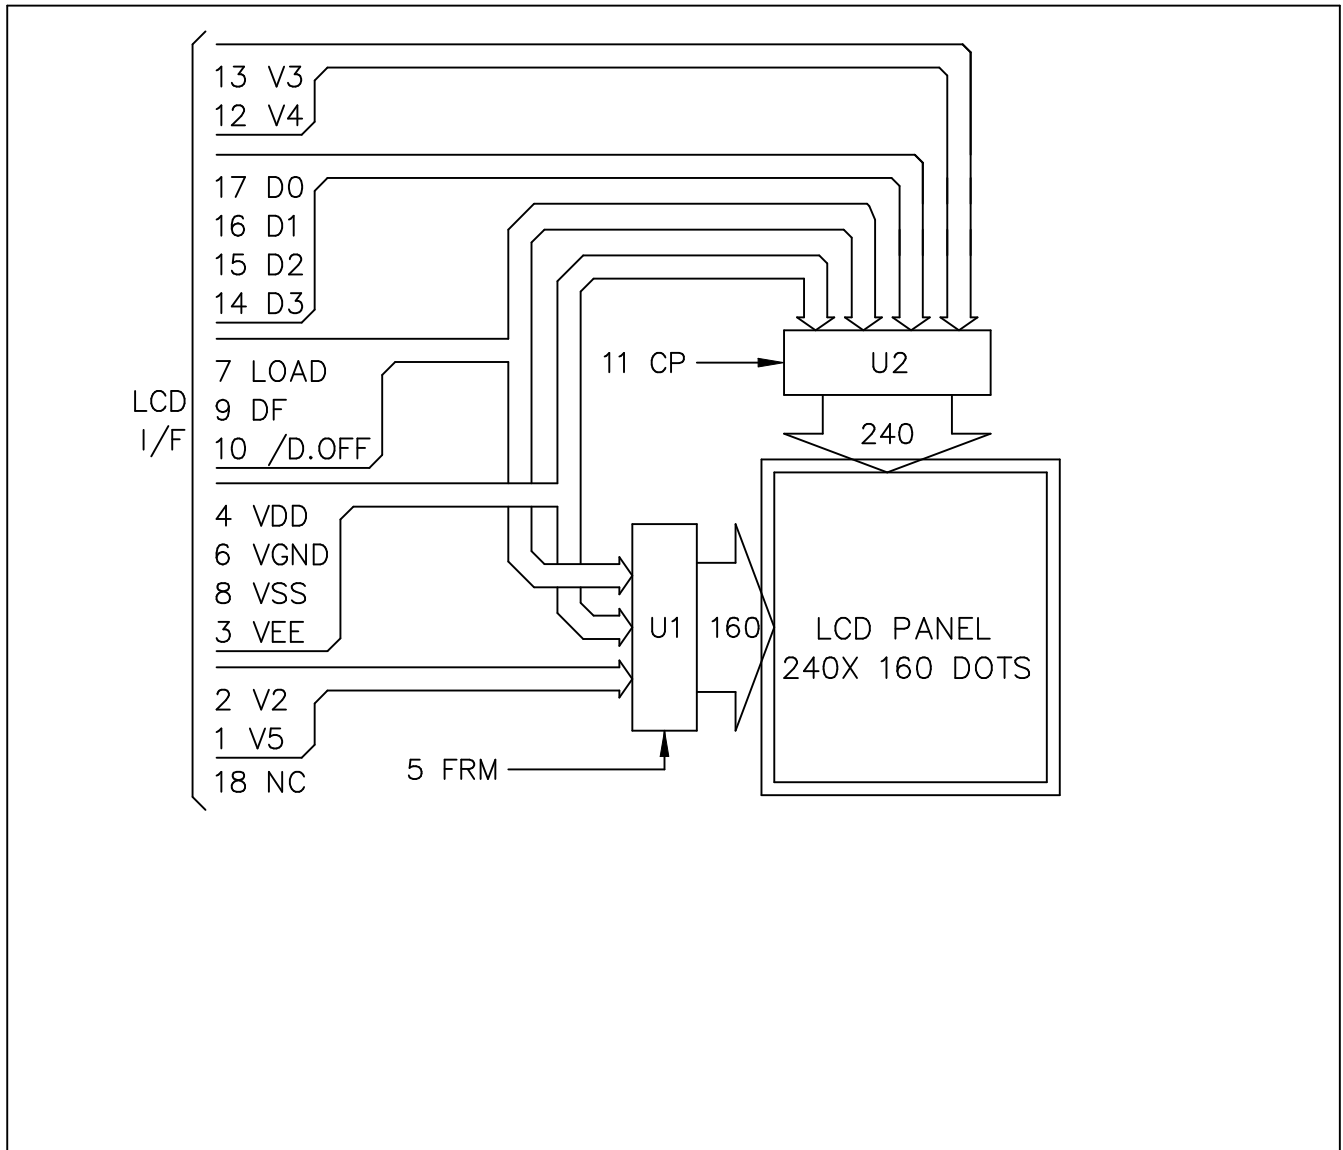 13 V3
12 V4
17 D0
16 D1
15 D2
14 D3
7 LOAD
9 DF
10 /D.OFF
LCD
I/F
4 VDD
6 VGND
8 VSS
3 VEE
2 V2
1 V5
18 NC
11 CP
U2
240
U1
160
LCD PANEL
240X 160 DOTS
5 FRM